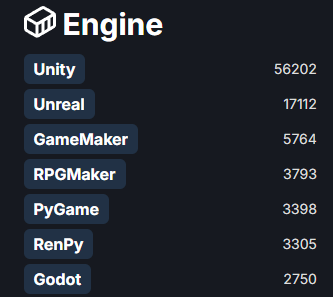 Engine
Unity 56202
Unreal 17112
GameMaker 5764
RPGMaker 3793
PyGame 3398
RenPy 3305
Godot 2750